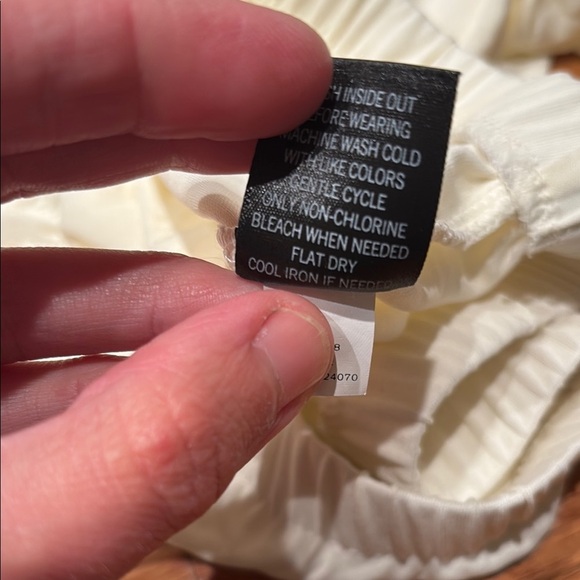 INSIDE OUT
BEFORE WEARING
MACHINE WASH COLD
WITH LIKE COLORS
GENTLE CYCLE
ONLY NON-CHLORINE
BLEACH WHEN NEEDED
FLAT DRY
COOL IRON IF NEEDED
8
24070